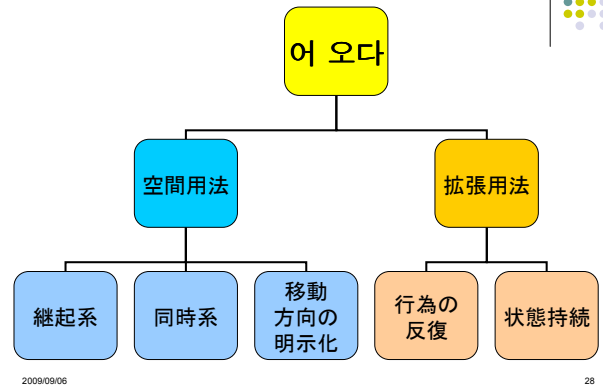 어 오다
空間用法
拡張用法
継起系
同時系
移動
方向の
明示化
行為の
反復
状態持続
2009/09/06
28